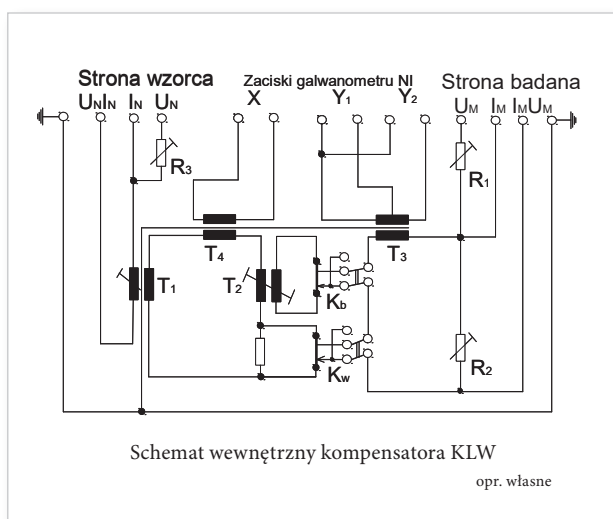 Strona wzorca Zaciski galwanometru NI Strona badana
UNIN IN UN X Y1 Y2 UM IM IMUM
R3 R1
T4 T3
T1 T2 Kb
Kw R2
Schemat wewnętrzny kompensatora KLW
opr. własne